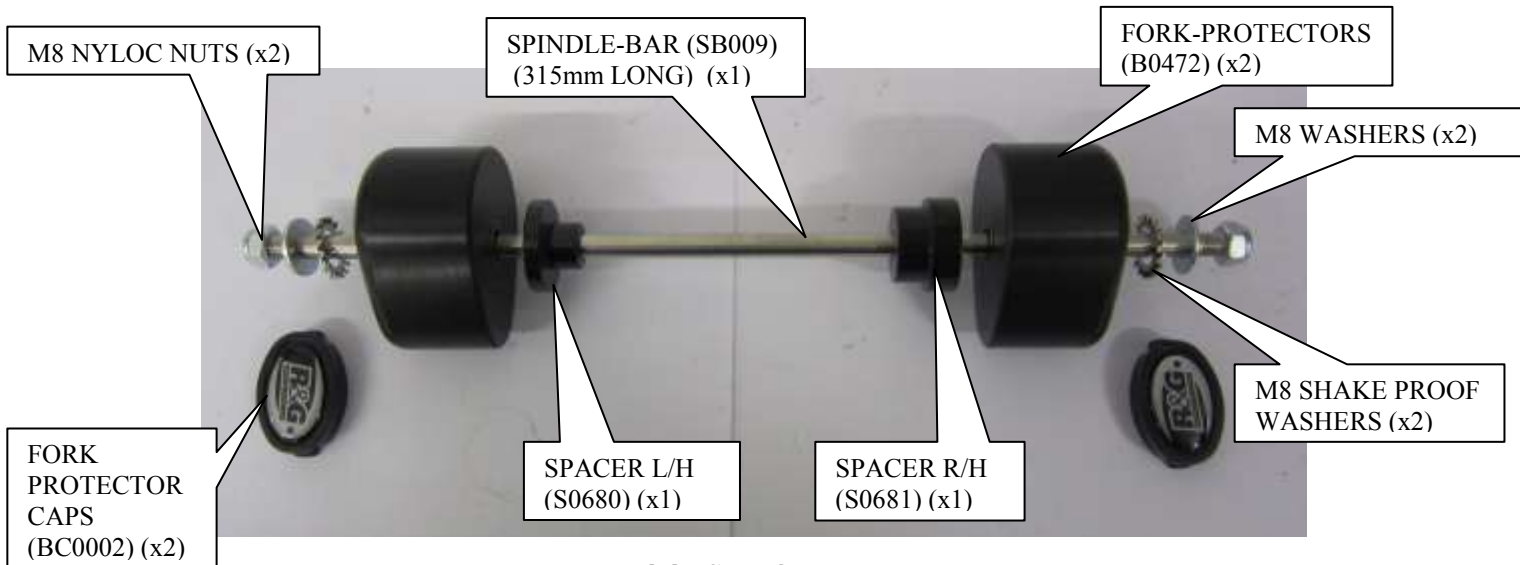 M8 NYLOC NUTS (x2)
SPINDLE-BAR (SB009)
(315mm LONG) (x1)
FORK-PROTECTORS
(B0472) (x2)
M8 WASHERS (x2)
M8 SHAKE PROOF
WASHERS (x2)
FORK
PROTECTOR
CAPS
(BC0002) (x2)
SPACER L/H
(S0680) (x1)
SPACER R/H
(S0681) (x1)
R&G
R&G